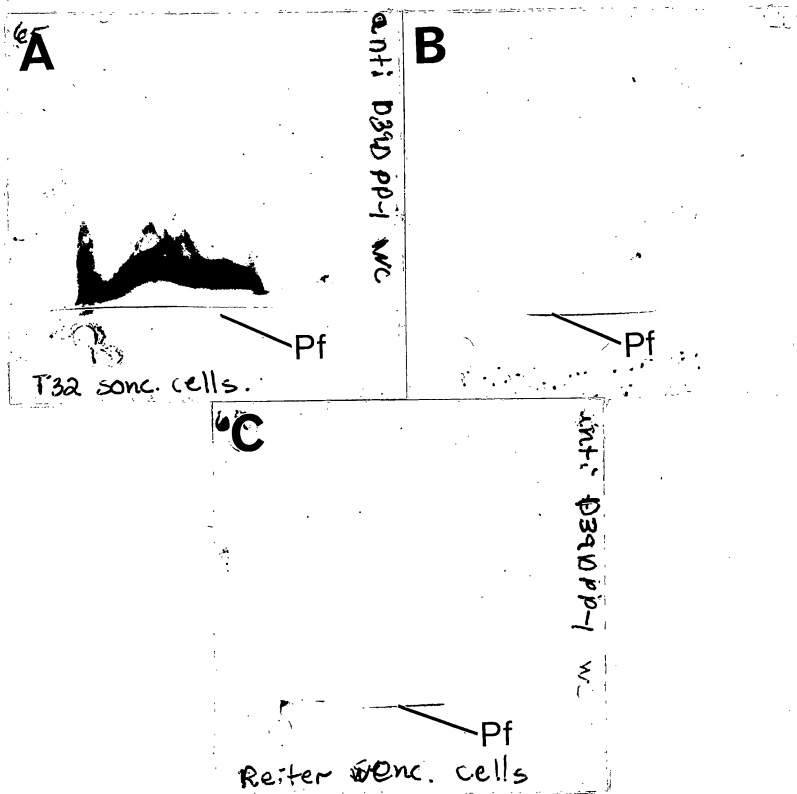 65
A
anti D39D pp-1 WC
Pf
T32 sonc. cells.
B
Pf
C
anti D39D pp-1 WC
Pf
Reiter sonc. cells